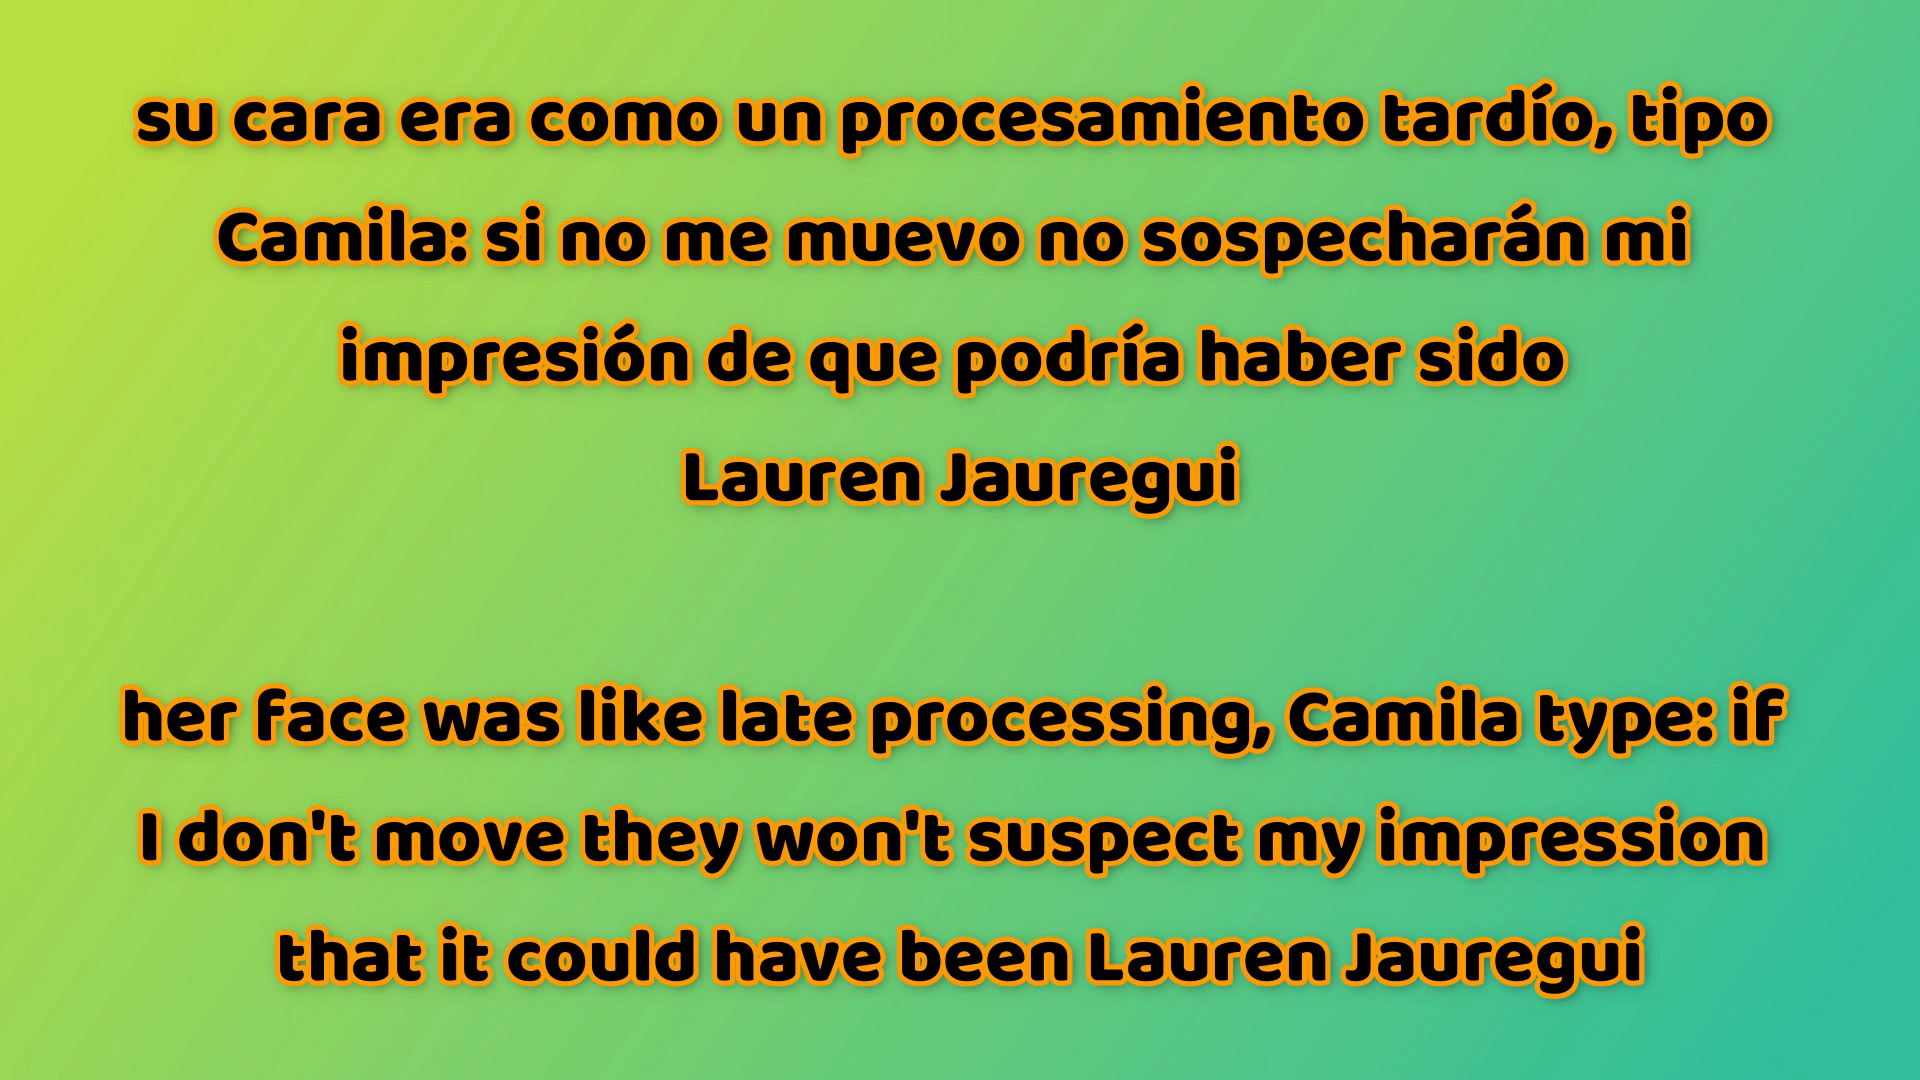 su cara era como un procesamiento tardío, tipo
Camila: si no me muevo no sospecharán mi
impresión de que podría haber sido
Lauren Jauregui
her face was like late processing, Camila type: if
I don't move they won't suspect my impression
that it could have been Lauren Jauregui